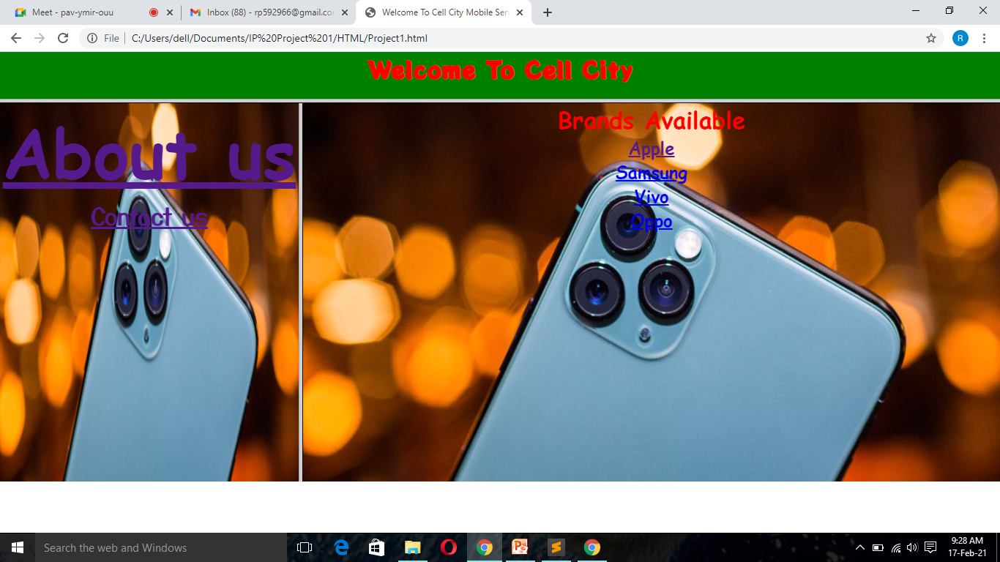 Meet - pav-ymir-ouu
Inbox (88) - rp592966@gmail.co
Welcome To Cell City Mobile Ser
File
C:/Users/dell/Documents/IP%20Project%201/HTML/Project1.html
R
Welcome To Cell City
About us
Contact us
Brands Available
Apple
Samsung
Vivo
Oppo
Search the web and Windows
9:28 AM
17-Feb-21